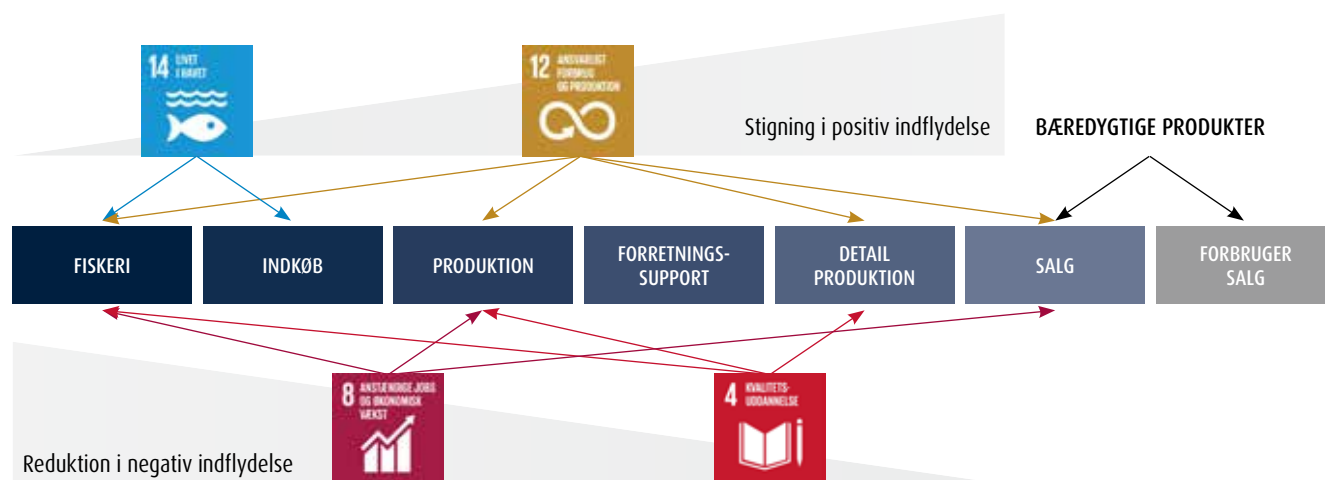 14 LIVET
I HAVET
12 ANSVARLIGT
FORBRUG
OG PRODUKTION
Stigning i positiv indflydelse
BÆREDYGTIGE PRODUKTER
FISKERI
INDKØB
PRODUKTION
FORRETNINGS-
SUPPORT
DETAIL
PRODUKTION
SALG
FORBRUGER
SALG
8 ANSTÆNDIGE JOBS
OG ØKONOMISK
VÆKST
4 KVALITETS-
UDDANNELSE
Reduktion i negativ indflydelse